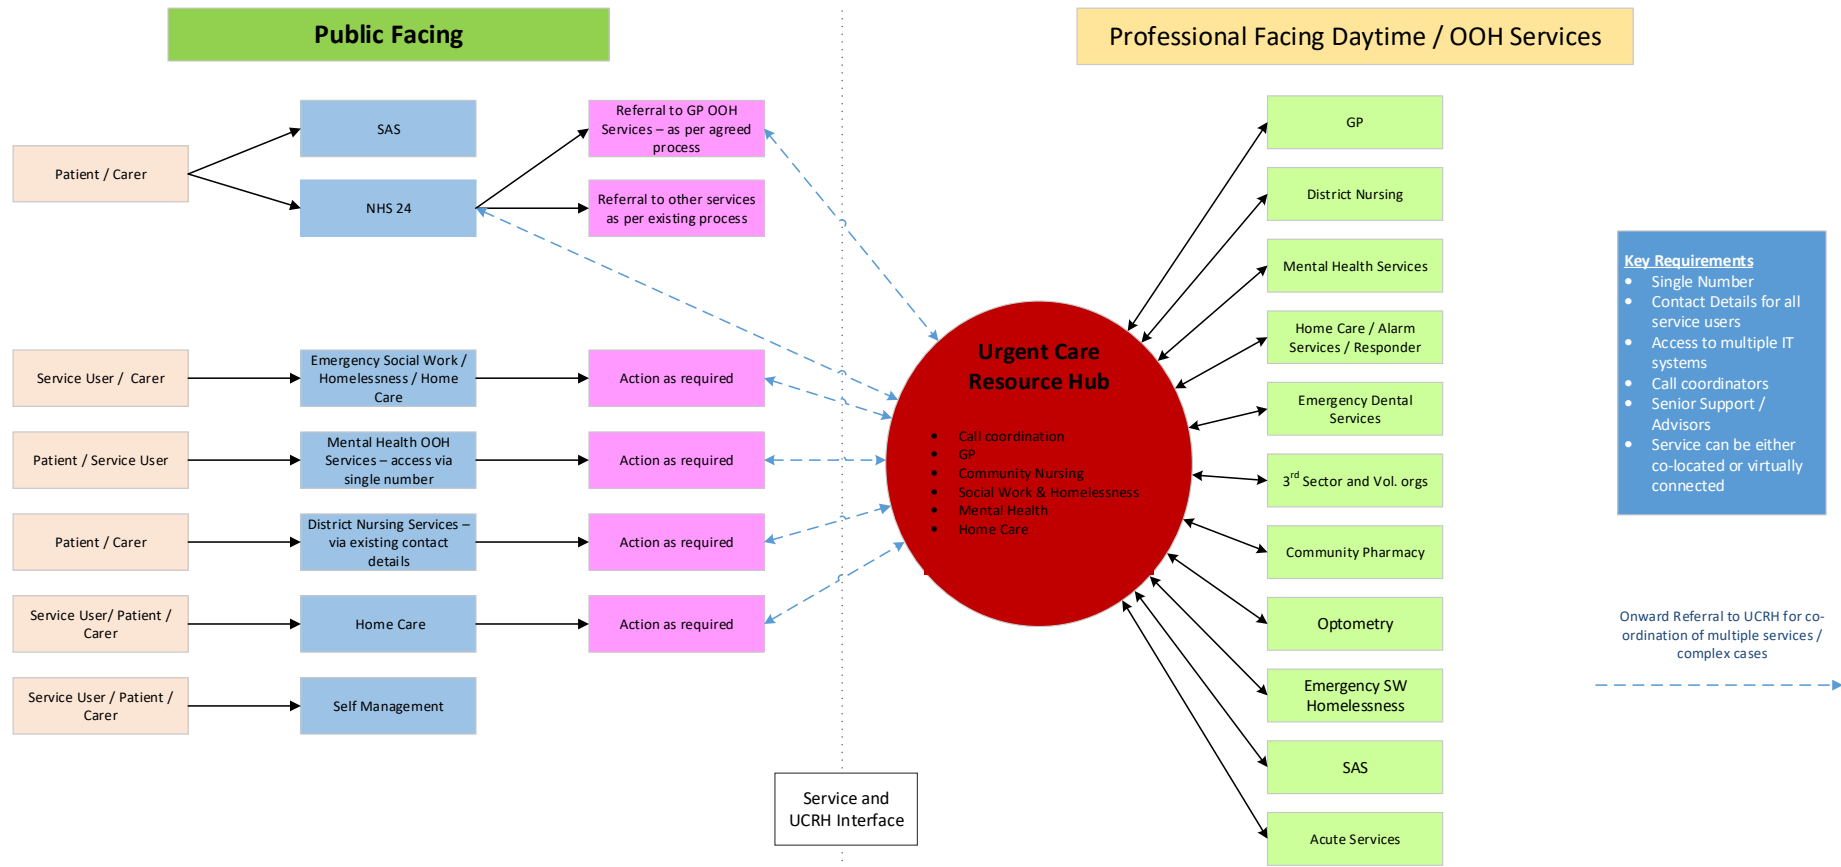 Public Facing
Professional Facing Daytime / OOH Services
Patient / Carer
SAS
NHS 24
Referral to GP OOH
Services – as per agreed
process
Referral to other services
as per existing process
Service User /  Carer
Emergency Social Work /
Homelessness / Home
Care
Action as required
Patient / Service User
Mental Health OOH
Services – access via
single number
Action as required
Patient / Carer
District Nursing Services –
via existing contact
details
Action as required
Service User/ Patient /
Carer
Home Care
Action as required
Service User / Patient /
Carer
Self Management
Service and
UCRH Interface
Urgent Care
Resource Hub
• Call coordination
• GP
• Community Nursing
• Social Work & Homelessness
• Mental Health
• Home Care
GP
District Nursing
Mental Health Services
Home Care / Alarm
Services / Responder
Emergency Dental
Services
3rd Sector and Vol. orgs
Community Pharmacy
Optometry
Emergency SW
Homelessness
SAS
Acute Services
Key Requirements
• Single Number
• Contact Details for all
service users
• Access to multiple IT
systems
• Call coordinators
• Senior Support /
Advisors
• Service can be either
co-located or virtually
connected
Onward Referral to UCRH for co-
ordination of multiple services /
complex cases